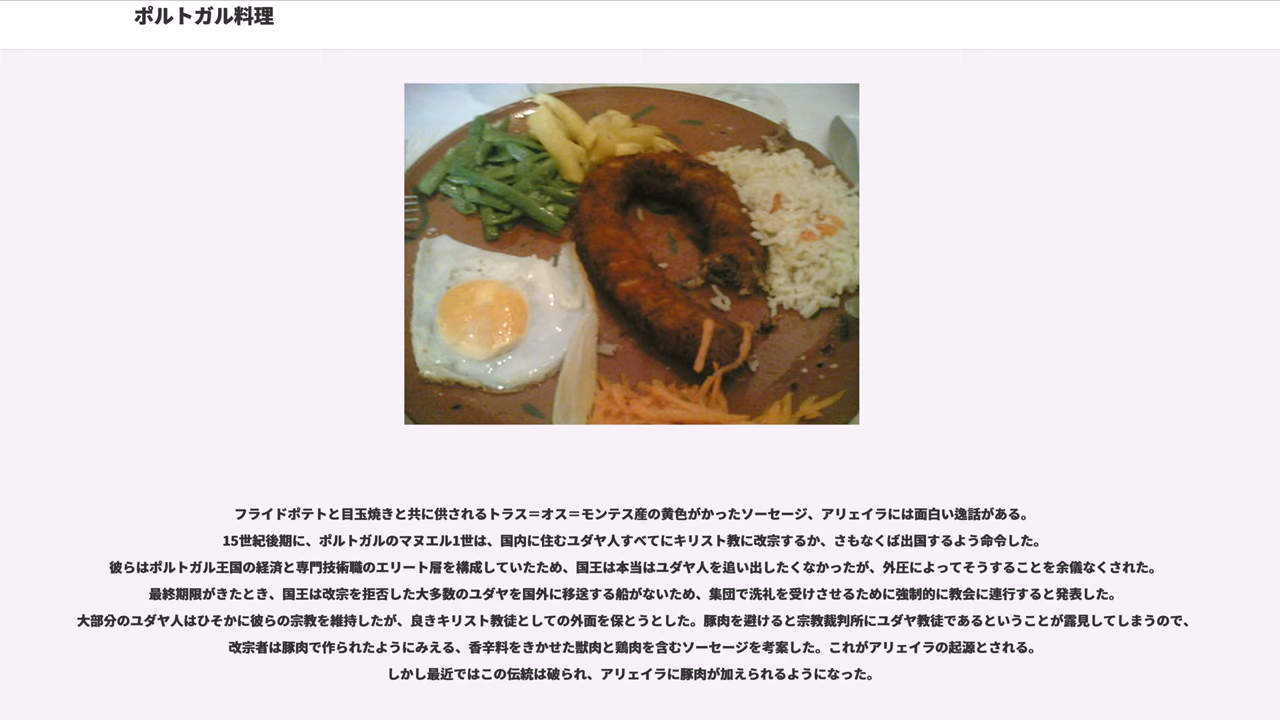 ポルトガル料理
フライドポテトと目玉焼きと共に供されるトラス＝オス＝モンテス産の黄色がかったソーセージ、アリェイラには面白い逸話がある。
15世紀後期に、ポルトガルのマヌエル1世は、国内に住むユダヤ人すべてにキリスト教に改宗するか、さもなくば出国するよう命令した。
彼らはポルトガル王国の経済と専門技術職のエリート層を構成していたため、国王は本当はユダヤ人を追い出したくなかったが、外圧によってそうすることを余儀なくされた。
最終期限がきたとき、国王は改宗を拒否した大多数のユダヤを国外に移送する船がないため、集団で洗礼を受けさせるために強制的に教会に連行すると発表した。
大部分のユダヤ人はひそかに彼らの宗教を維持したが、良きキリスト教徒としての外面を保とうとした。豚肉を避けると宗教裁判所にユダヤ教徒であるということが露見してしまうので、
改宗者は豚肉で作られたようにみえる、香辛料をきかせた獣肉と鶏肉を含むソーセージを考案した。これがアリェイラの起源とされる。
しかし最近ではこの伝統は破られ、アリェイラに豚肉が加えられるようになった。